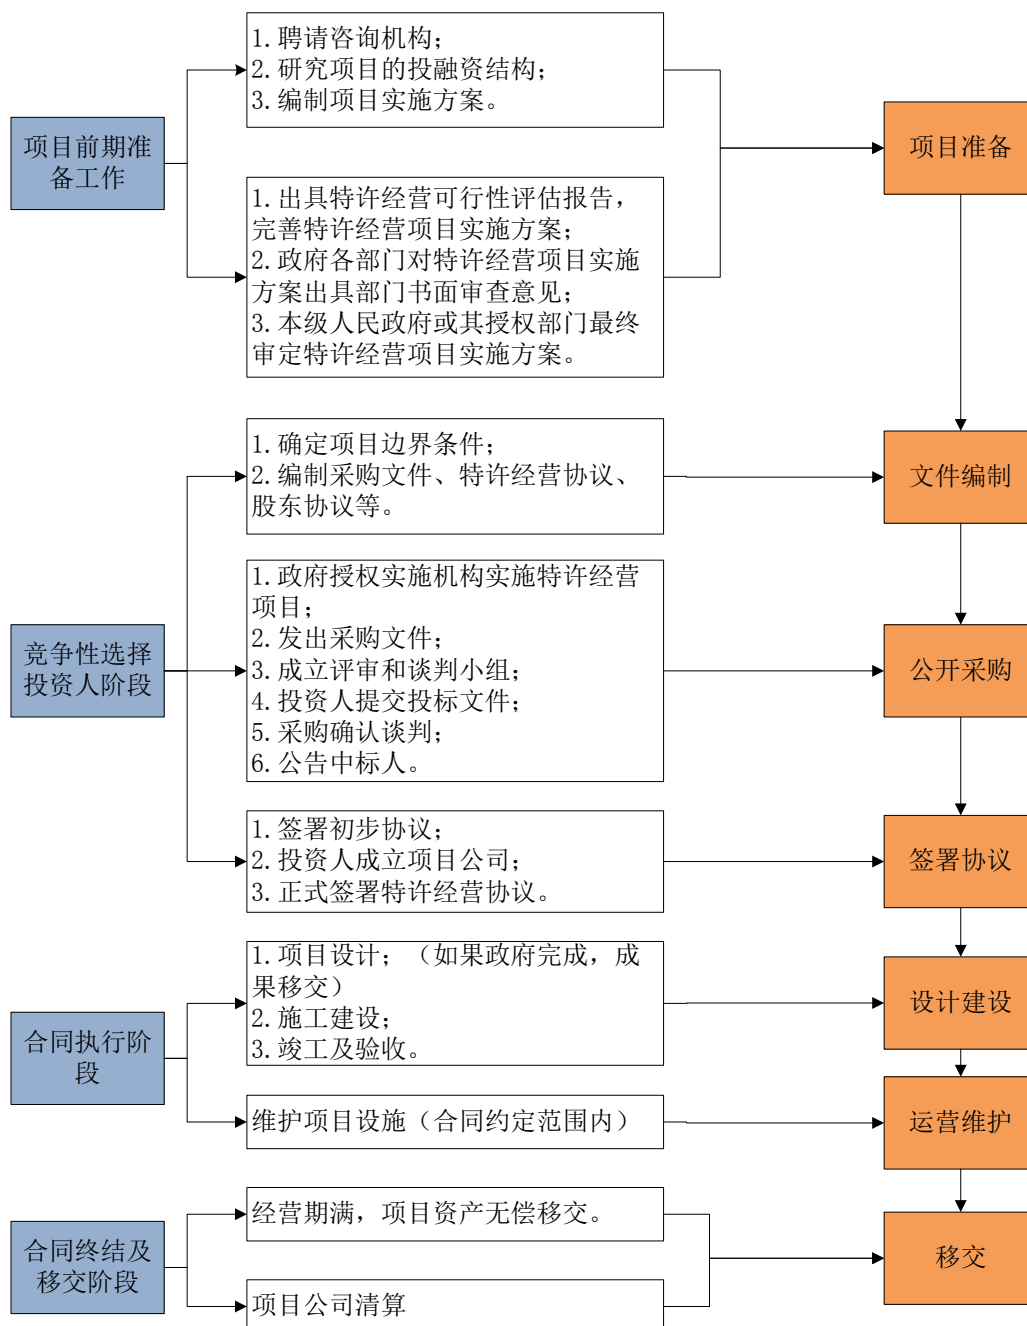 1.聘请咨询机构;
2.研究项目的投融资结构;
3.编制项目实施方案。
项目前期准
备工作
项目准备
1.出具特许经营可行性评估报告,
完善特许经营项目实施方案;
2.政府各部门对特许经营项目实施
方案出具部门书面审查意见;
3.本级人民政府或其授权部门最终
审定特许经营项目实施方案。
1.确定项目边界条件;
2.编制采购文件、特许经营协议、
股东协议等。
文件编制
1.政府授权实施机构实施特许经营
项目;
2.发出采购文件;
3.成立评审和谈判小组;
4.投资人提交投标文件;
5.采购确认谈判;
6.公告中标人。
竞争性选择
投资人阶段
公开采购
1.签署初步协议;
2.投资人成立项目公司;
3.正式签署特许经营协议。
签署协议
1.项目设计;(如果政府完成,成
果移交)
2.施工建设;
3.竣工及验收。
设计建设
合同执行阶
段
维护项目设施(合同约定范围内)
运营维护
经营期满,项目资产无偿移交。
合同终结及
移交阶段
移交
项目公司清算